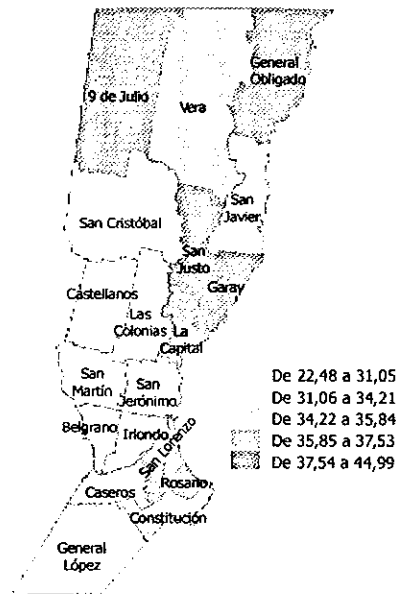 General
Obligado
9 de Julio
Vera
San
Javier
San Cristóbal
San
Justo
Garay
Castellanos
Las
Colonias
La
Capital
San
Martín
San
Jerónimo
Belgrano
Iriondo
San Lorenzo
Caseros
Rosario
Constitución
General
López
De 22,48 a 31,05
De 31,06 a 34,21
De 34,22 a 35,84
De 35,85 a 37,53
De 37,54 a 44,99